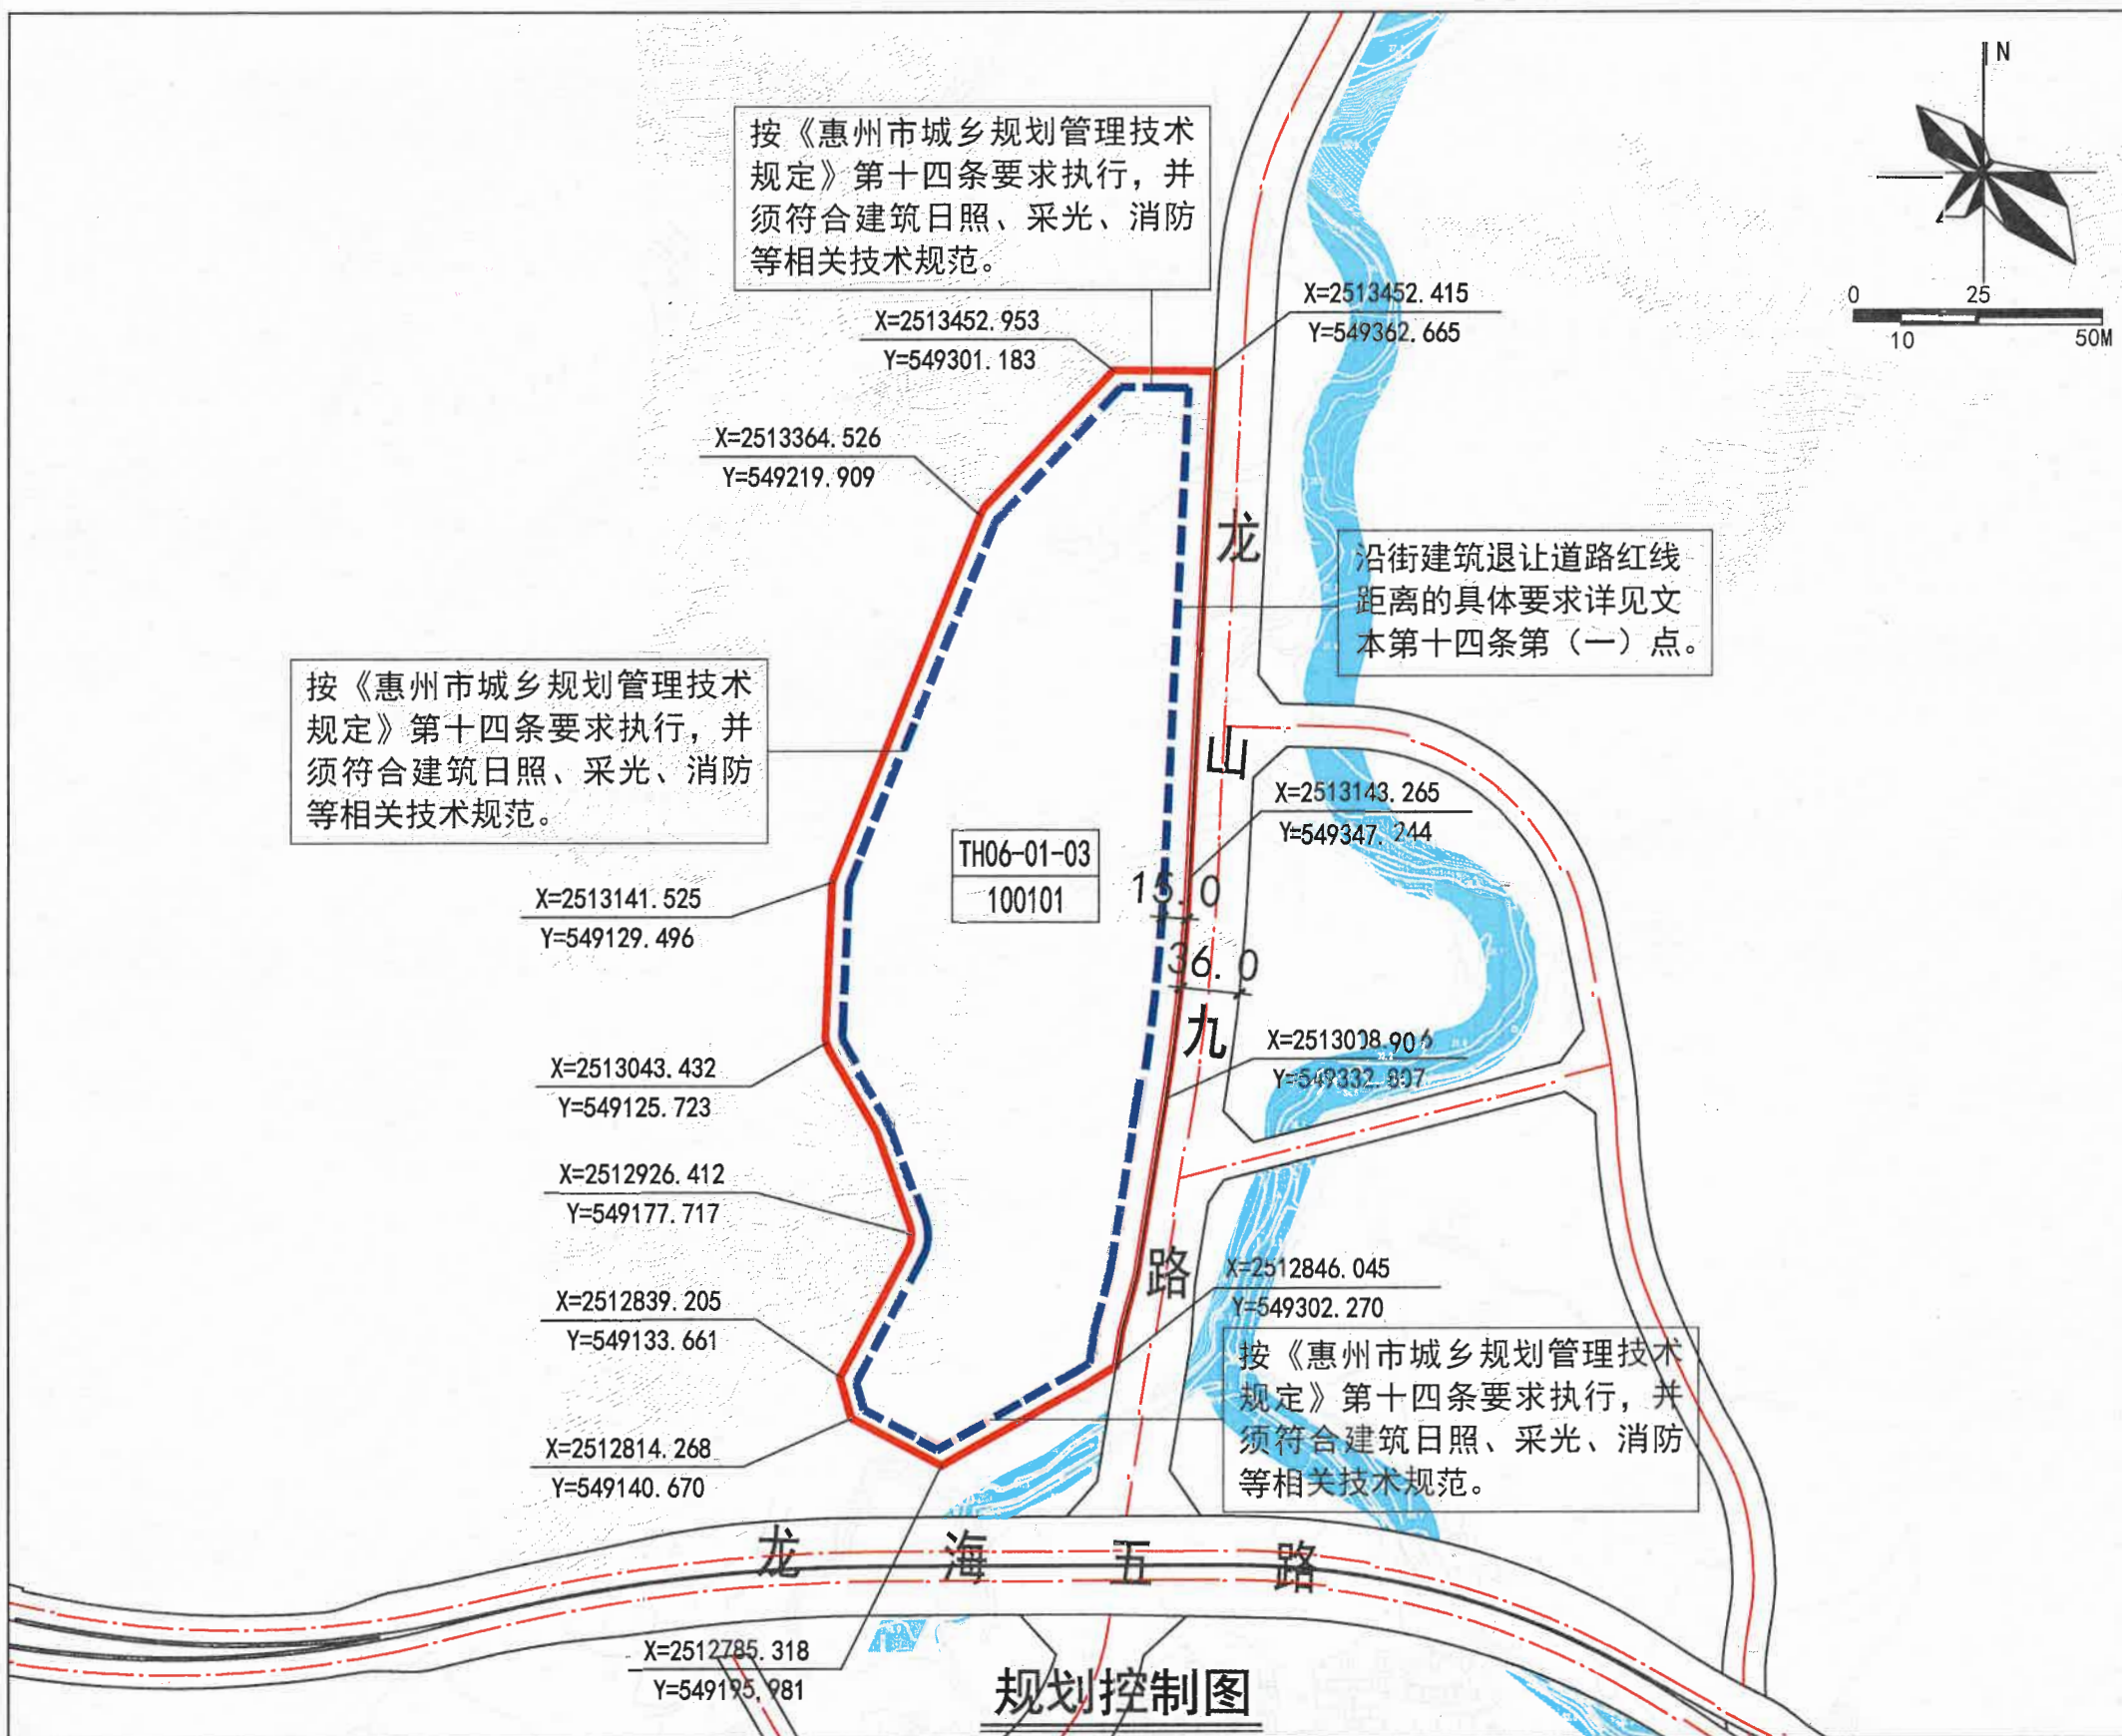 N
0
25
10
50M
按《惠州市城乡规划管理技术
规定》第十四条要求执行，并
须符合建筑日照、采光、消防
等相关技术规范。
X=2513452.415
Y=549362.665
X=2513452.953
Y=549301.183
X=2513364.526
Y=549219.909
龙
沿街建筑退让道路红线
距离的具体要求详见文
本第十四条第（一）点。
按《惠州市城乡规划管理技术
规定》第十四条要求执行，并
须符合建筑日照、采光、消防
等相关技术规范。
山
X=2513143.265
Y=549347.244
TH06-01-03
100101
15.0
X=2513141.525
Y=549129.496
36.0
九
Y=549332.807
X=2513043.432
Y=549125.723
X=2512926.412
Y=549177.717
路
X=2512846.045
Y=549302.270
X=2512839.205
Y=549133.661
按《惠州市城乡规划管理技术
规定》第十四条要求执行，并
须符合建筑日照、采光、消防
等相关技术规范。
X=2512814.268
Y=549140.670
龙海五路
X=2512785.318
Y=549195.981
规划控制图